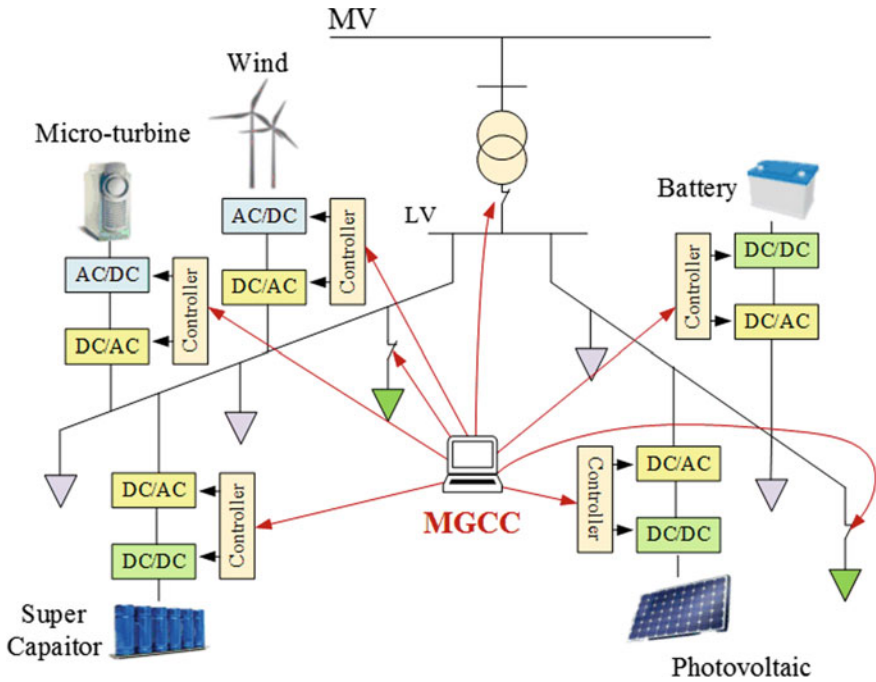 MV
Wind
Micro-turbine
Battery
LV
AC/DC
Controller
DC/DC
Controller
AC/DC
Controller
DC/AC
DC/AC
DC/AC
DC/AC
Controller
DC/AC
Controller
MGCC
DC/DC
DC/DC
Super
Capaitor
Photovoltaic